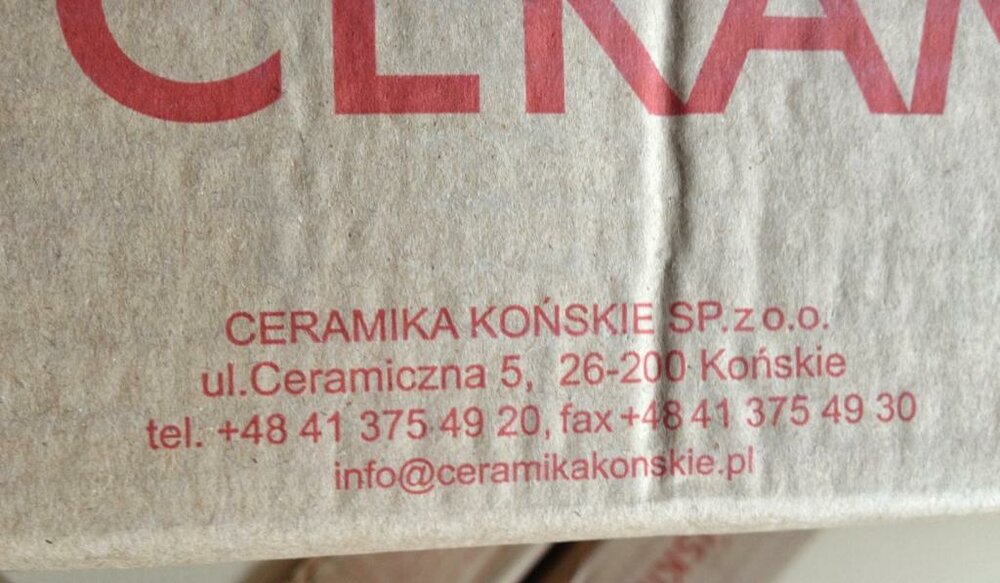 CERAM
CERAMIKA KOŃSKIE SP.z o.o.
ul.Ceramiczna 5, 26-200 Końskie
tel. +48 41 375 49 20, fax +48 41 375 49 30
info@ceramikakonskie.pl